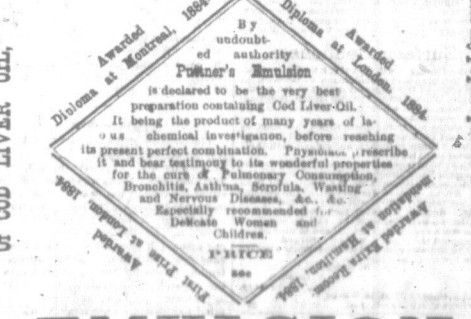 Awarded
Diploma at Montreal, 1884.
Awarded
Diploma at London. 1884.
By
undoubt-
ed authority
Puttner's Emulsion
is declared to be the very best
preparation containing Cod Liver-Oil.
It being the product of many years of la-
ous chemical investigation, before reaching
its present perfect combination. Physicians prescribe
it and bear testimony to its wonderful properties
for the cure of Pulmonary Consumption,
Bronchitis, Asthma, Scrofula, Wasting
and Nervous Diseases, &c., &c.
Especially recommended for
Delicate Women and
Children.
PRICE
50c
Awarded
First Prize at London, 1884.
Awarded Extra Recom-
mendation at Hamilton, 1884.
OF COD LIVER OIL,